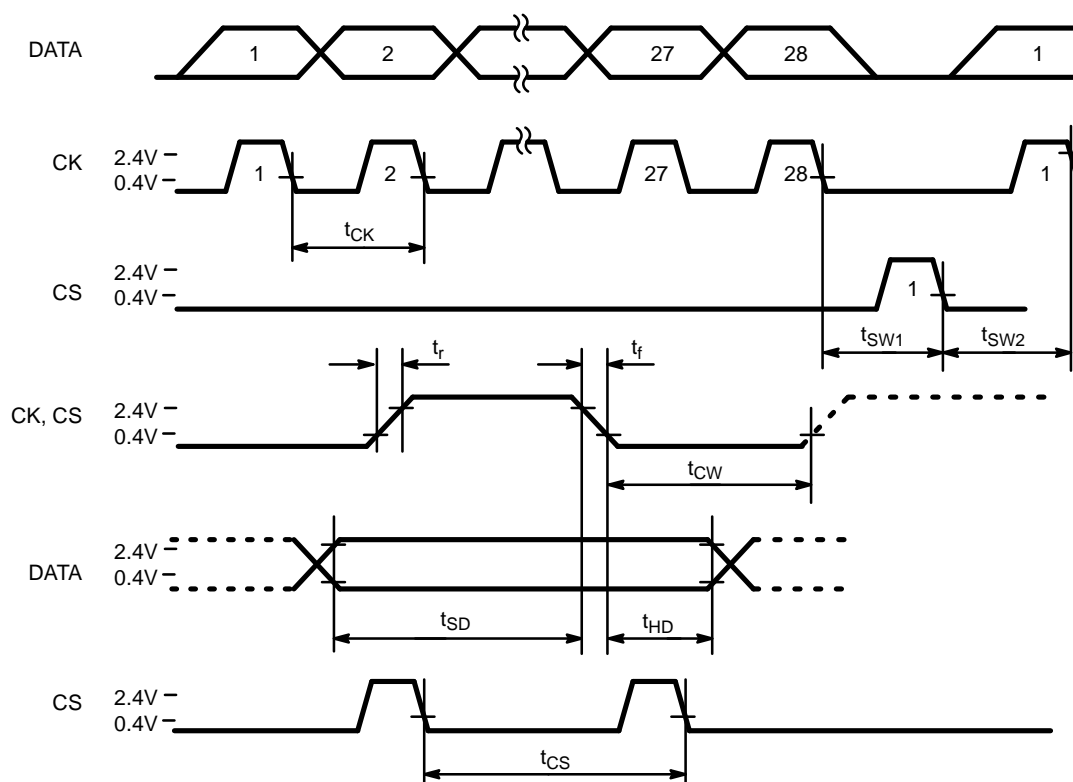 DATA 1 2 27 28 1
CK 2.4V 0.4V 1 2 27 28 1
tCK
CS 2.4V 0.4V 1
tSW1 tSW2
tr tf
CK, CS 2.4V 0.4V
tCW
DATA 2.4V 0.4V
tSD tHD
CS 2.4V 0.4V
tCS